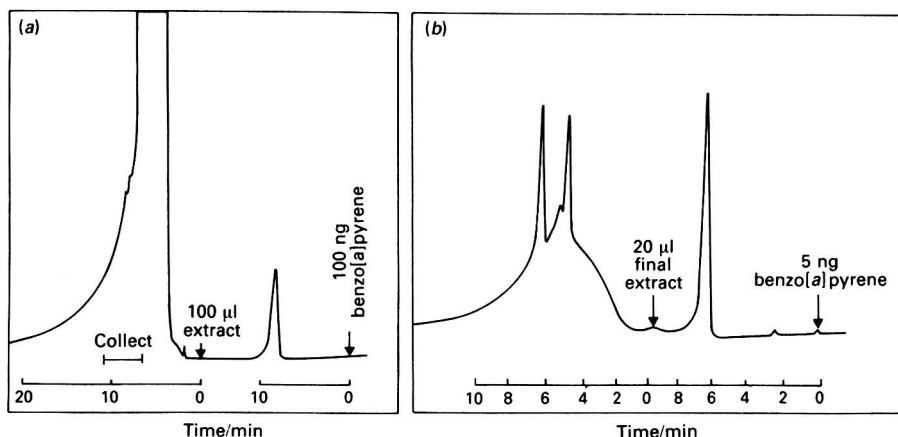 (a)
100 ng
benzo[a]pyrene
100 μl
extract
Collect
20 10 0 10 0
Time/min
(b)
20 μl
final
extract
5 ng
benzo[a]pyrene
10 8 6 4 2 0 8 6 4 2 0
Time/min